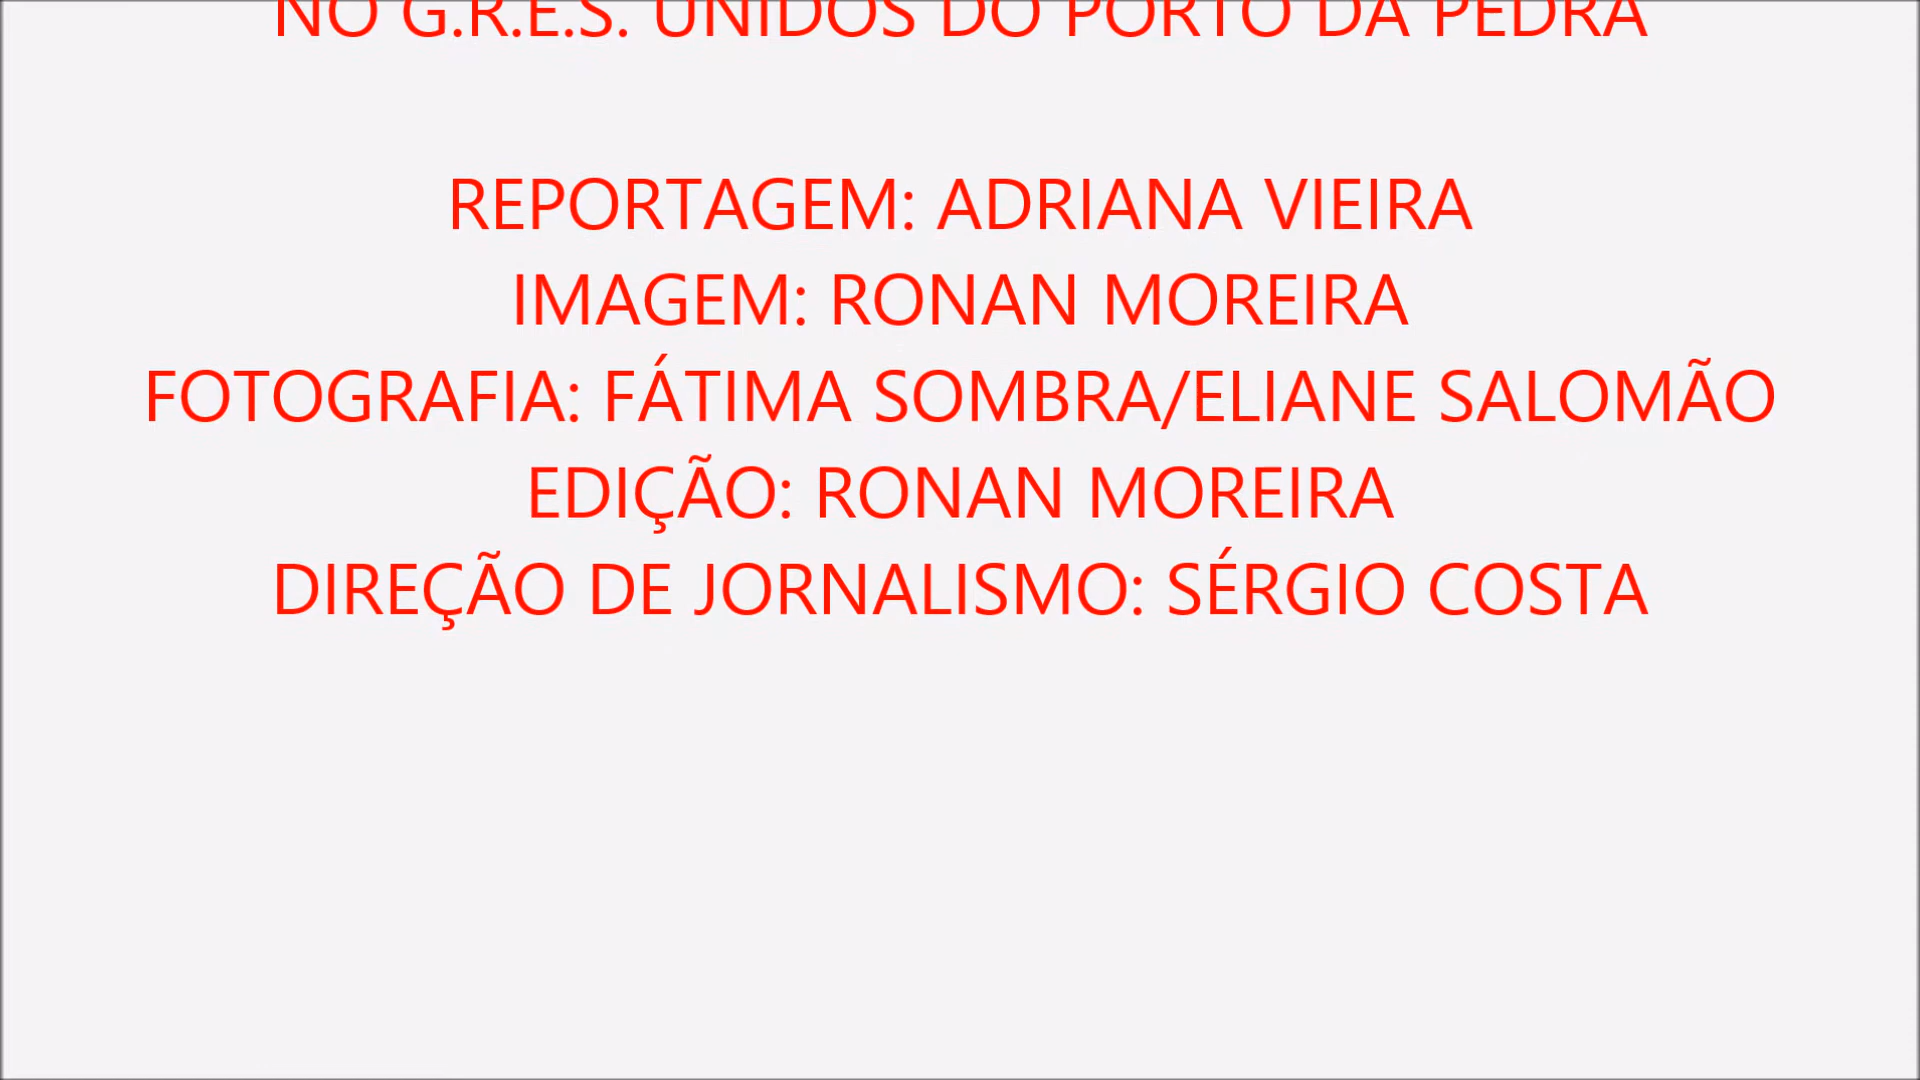 NO G.R.E.S. UNIDOS DO PORTO DA PEDRA
REPORTAGEM: ADRIANA VIEIRA
IMAGEM: RONAN MOREIRA
FOTOGRAFIA: FÁTIMA SOMBRA/ELIANE SALOMÃO
EDIÇÃO: RONAN MOREIRA
DIREÇÃO DE JORNALISMO: SÉRGIO COSTA